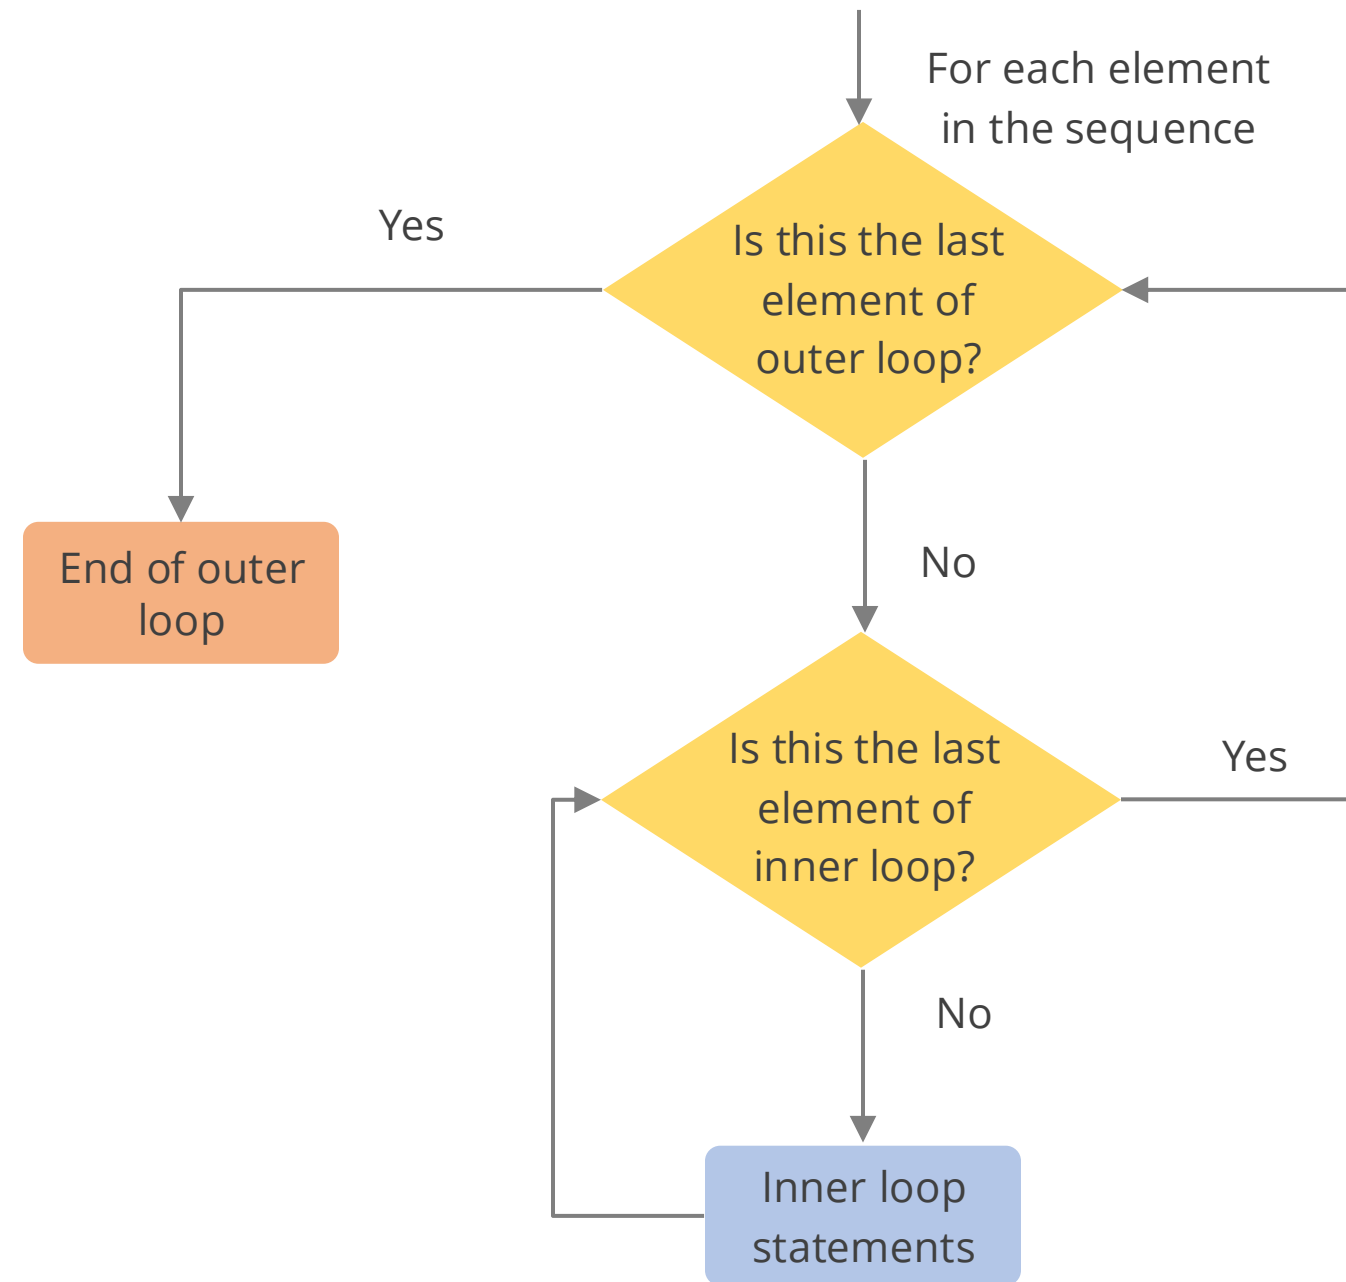 For each element
in the sequence
Yes
Is this the last
element of
outer loop?
End of outer
loop
No
Is this the last
element of
inner loop?
Yes
No
Inner loop
statements